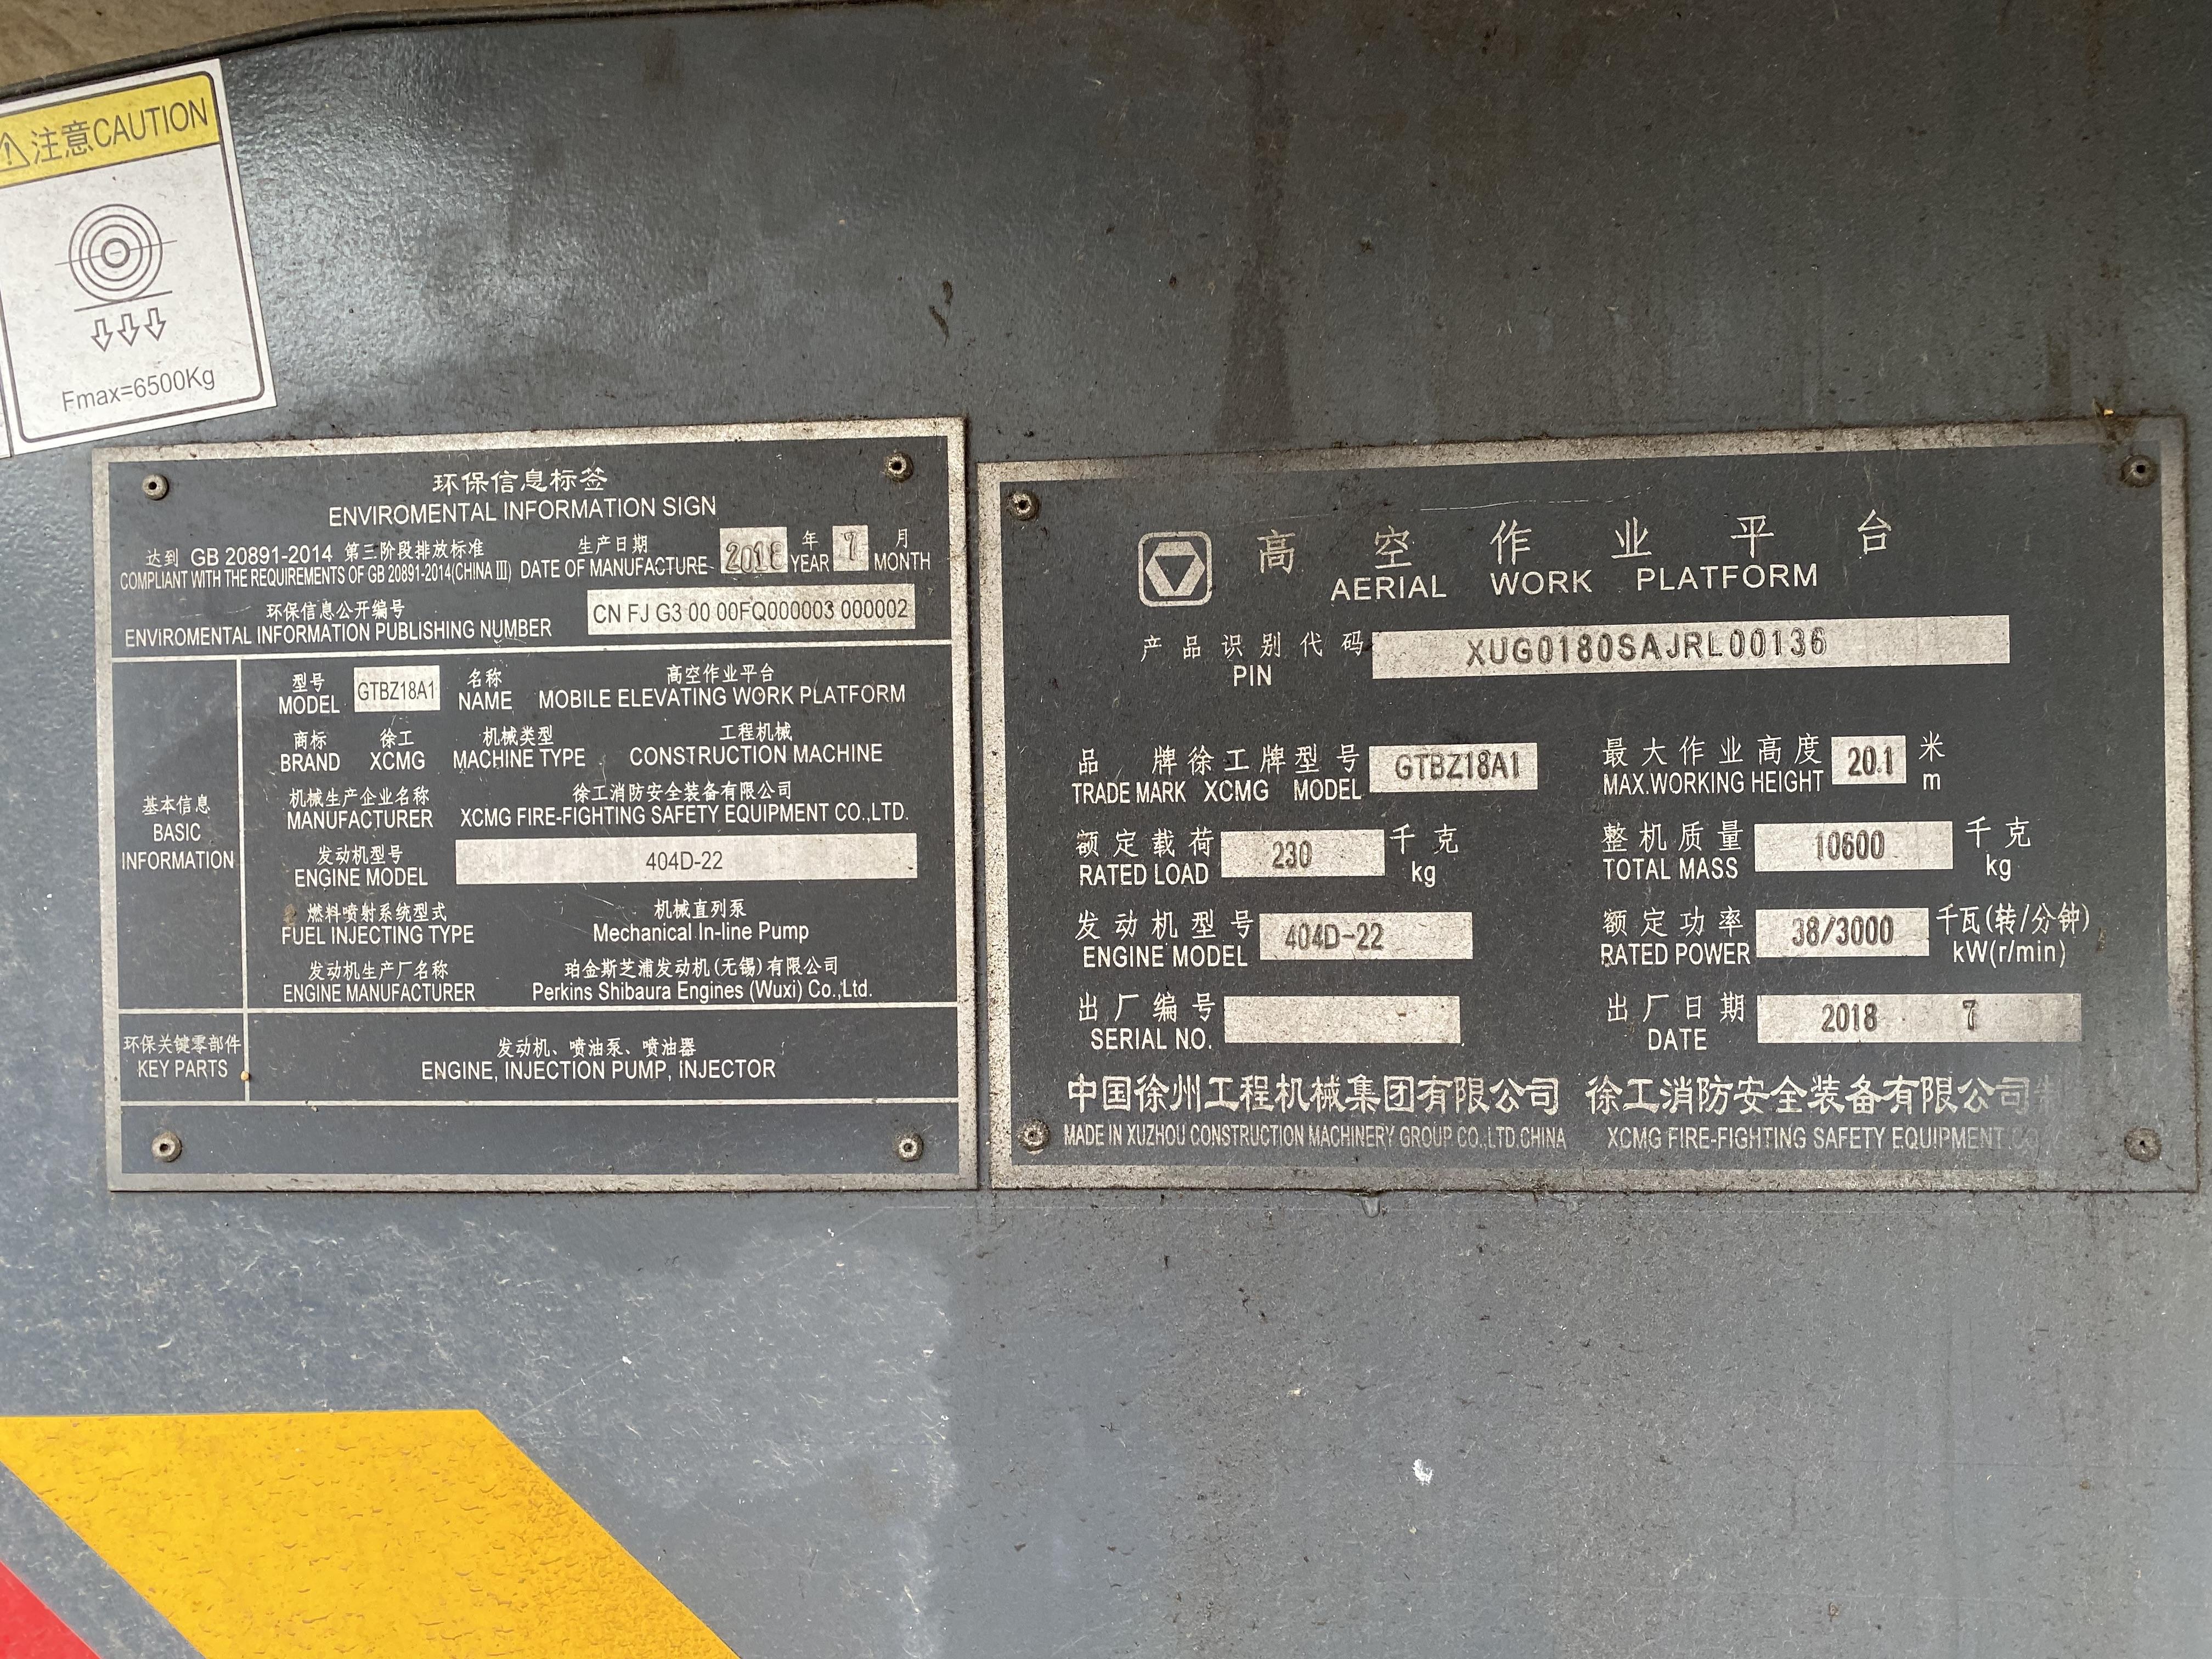 注意CAUTION
Fmax=6500Kg
环保信息标签
ENVIROMENTAL INFORMATION SIGN
达到 GB 20891-2014 第三阶段排放标准 生产日期 2018 年 7 月
COMPLIANT WITH THE REQUIREMENTS OF GB 20891-2014(CHINA Ⅲ) DATE OF MANUFACTURE YEAR MONTH
环保信息公开编号
ENVIROMENTAL INFORMATION PUBLISHING NUMBER CN FJ G3 00 00FQ000003 000002
基本信息
BASIC
INFORMATION
型号 名称 高空作业平台
MODEL GTBZ18A1 NAME MOBILE ELEVATING WORK PLATFORM
商标 徐工 机械类型 工程机械
BRAND XCMG MACHINE TYPE CONSTRUCTION MACHINE
机械生产企业名称 徐工消防安全装备有限公司
MANUFACTURER XCMG FIRE-FIGHTING SAFETY EQUIPMENT CO.,LTD.
发动机型号
ENGINE MODEL 404D-22
燃料喷射系统型式 机械直列泵
FUEL INJECTING TYPE Mechanical In-line Pump
发动机生产厂名称 珀金斯芝浦发动机(无锡)有限公司
ENGINE MANUFACTURER Perkins Shibaura Engines (Wuxi) Co.,Ltd.
环保关键零部件 发动机、喷油泵、喷油器
KEY PARTS ENGINE, INJECTION PUMP, INJECTOR
高空作业平台
AERIAL WORK PLATFORM
产品识别代码 XUG0180SAJRL00136
PIN
品牌徐工牌型号 GTBZ18A1 最大作业高度 20.1 米
TRADE MARK XCMG MODEL MAX.WORKING HEIGHT m
额定载荷 230 千克 整机质量 10600 千克
RATED LOAD kg TOTAL MASS kg
发动机型号 404D-22 额定功率 38/3000 千瓦(转/分钟)
ENGINE MODEL RATED POWER kW(r/min)
出厂编号 出厂日期 2018 7
SERIAL NO. DATE
中国徐州工程机械集团有限公司 徐工消防安全装备有限公司制
MADE IN XUZHOU CONSTRUCTION MACHINERY GROUP CO.,LTD.CHINA XCMG FIRE-FIGHTING SAFETY EQUIPMENT CO